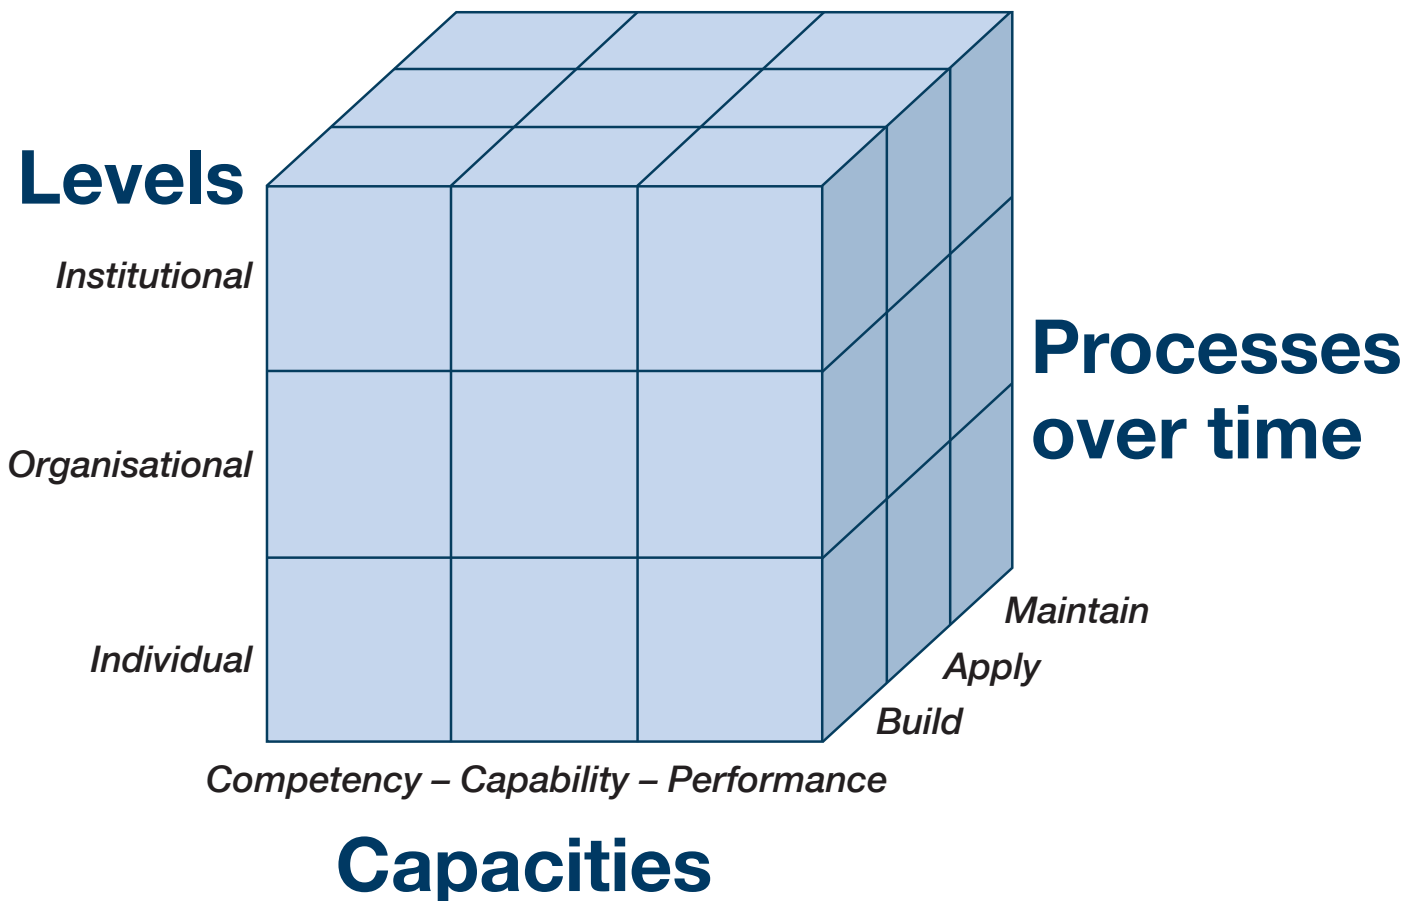 Levels
Institutional
Organisational
Individual
Processes
over time
Maintain
Apply
Build
Competency – Capability – Performance
Capacities